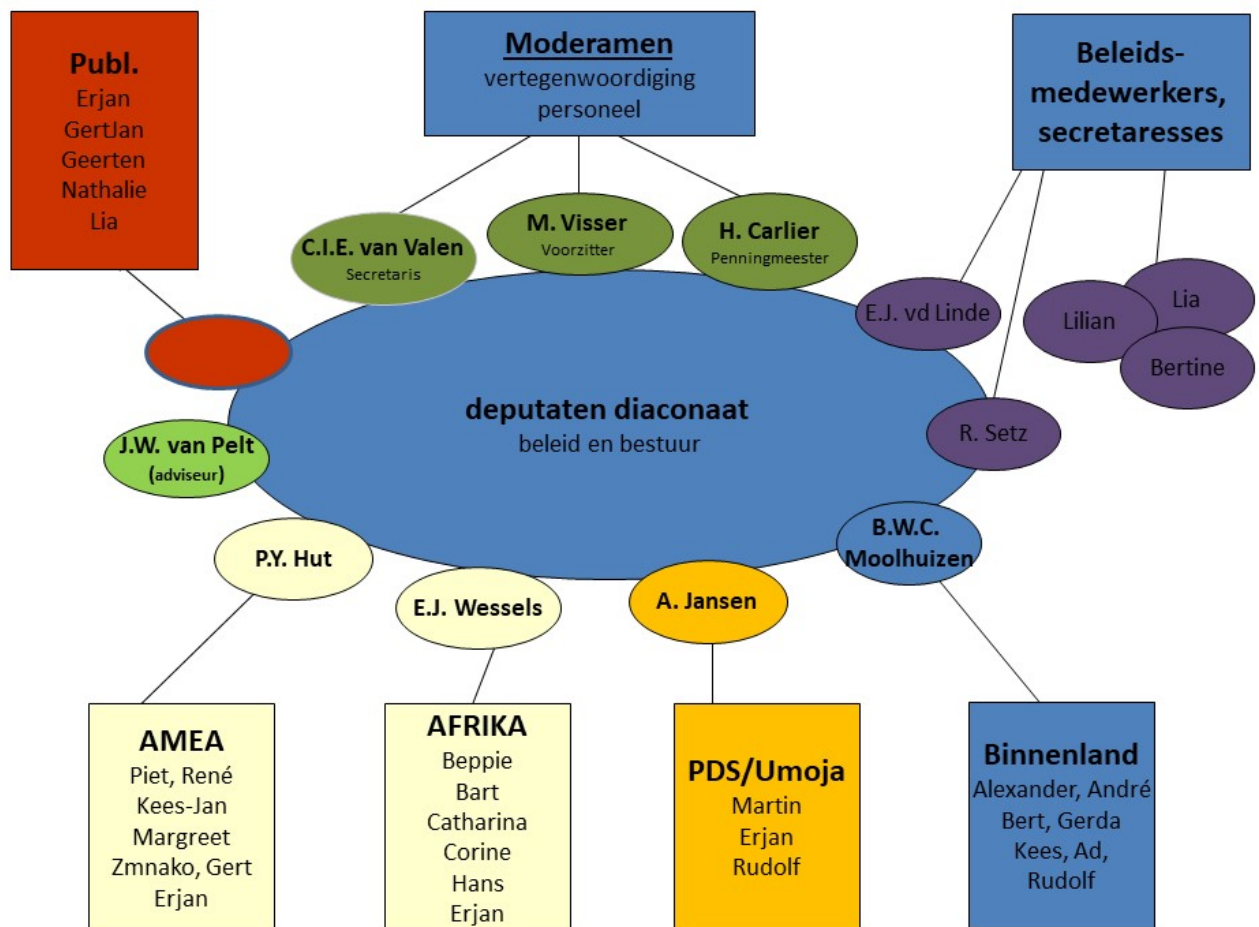 Publ.
Erjan
GertJan
Geerten
Nathalie
Lia
Moderamen
vertegenwoordiging
personeel
Beleids-
medewerkers,
secretaresses
C.I.E. van Valen
Secretaris
M. Visser
Voorzitter
H. Carlier
Penningmeester
E.J. vd Linde
Lilian
Lia
Bertine
R. Setz
deputaten diaconaat
beleid en bestuur
J.W. van Pelt
(adviseur)
P.Y. Hut
E.J. Wessels
A. Jansen
B.W.C.
Moolhuizen
AMEA
Piet, René
Kees-Jan
Margreet
Zmnako, Gert
Erjan
AFRIKA
Beppie
Bart
Catharina
Corine
Hans
Erjan
PDS/Umoja
Martin
Erjan
Rudolf
Binnenland
Alexander, André
Bert, Gerda
Kees, Ad,
Rudolf